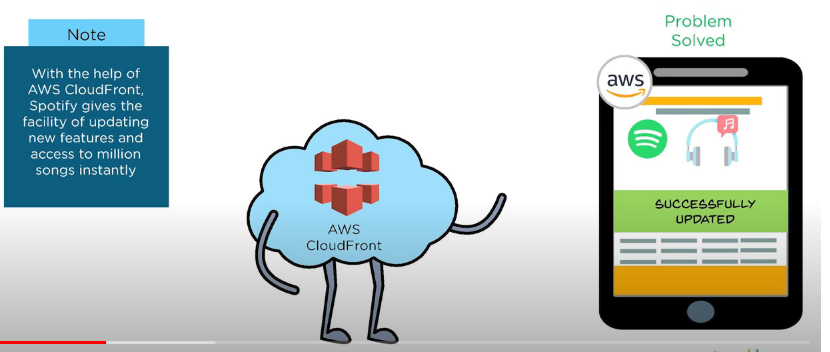 Note
With the help of
AWS CloudFront,
Spotify gives the
facility of updating
new features and
access to million
songs instantly
AWS
CloudFront
Problem
Solved
aws
SUCCESSFULLY
UPDATED